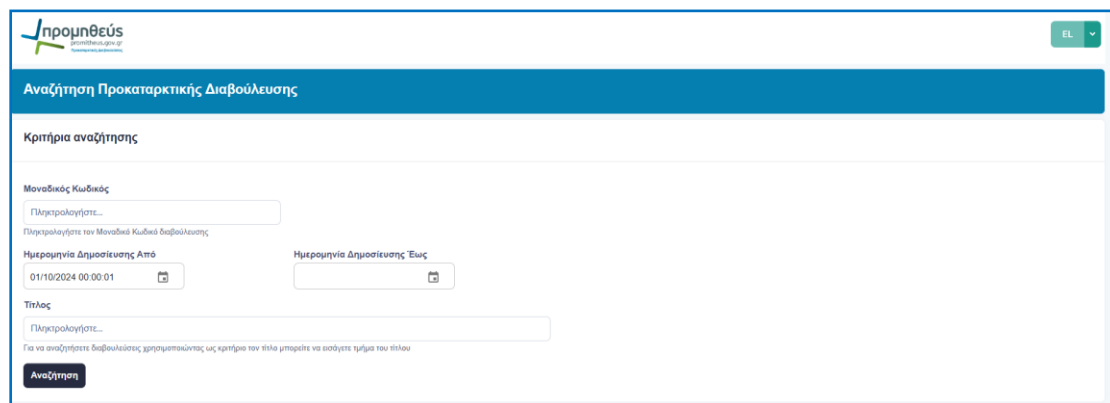 προμηθεύς
promitheus.gov.gr
EL
Αναζήτηση Προκαταρκτικής Διαβούλευσης
Κριτήρια αναζήτησης
Μοναδικός Κωδικός
Πληκτρολογήστε...
Πληκτρολογήστε τον Μοναδικό Κωδικό διαβούλευσης
Ημερομηνία Δημοσίευσης Από Ημερομηνία Δημοσίευσης Έως
01/10/2024 00:00:01
Τίτλος
Πληκτρολογήστε...
Για να αναζητήσετε διαβουλεύσεις χρησιμοποιώντας ως κριτήριο τον τίτλο μπορείτε να εισάγετε τμήμα του τίτλου
Αναζήτηση